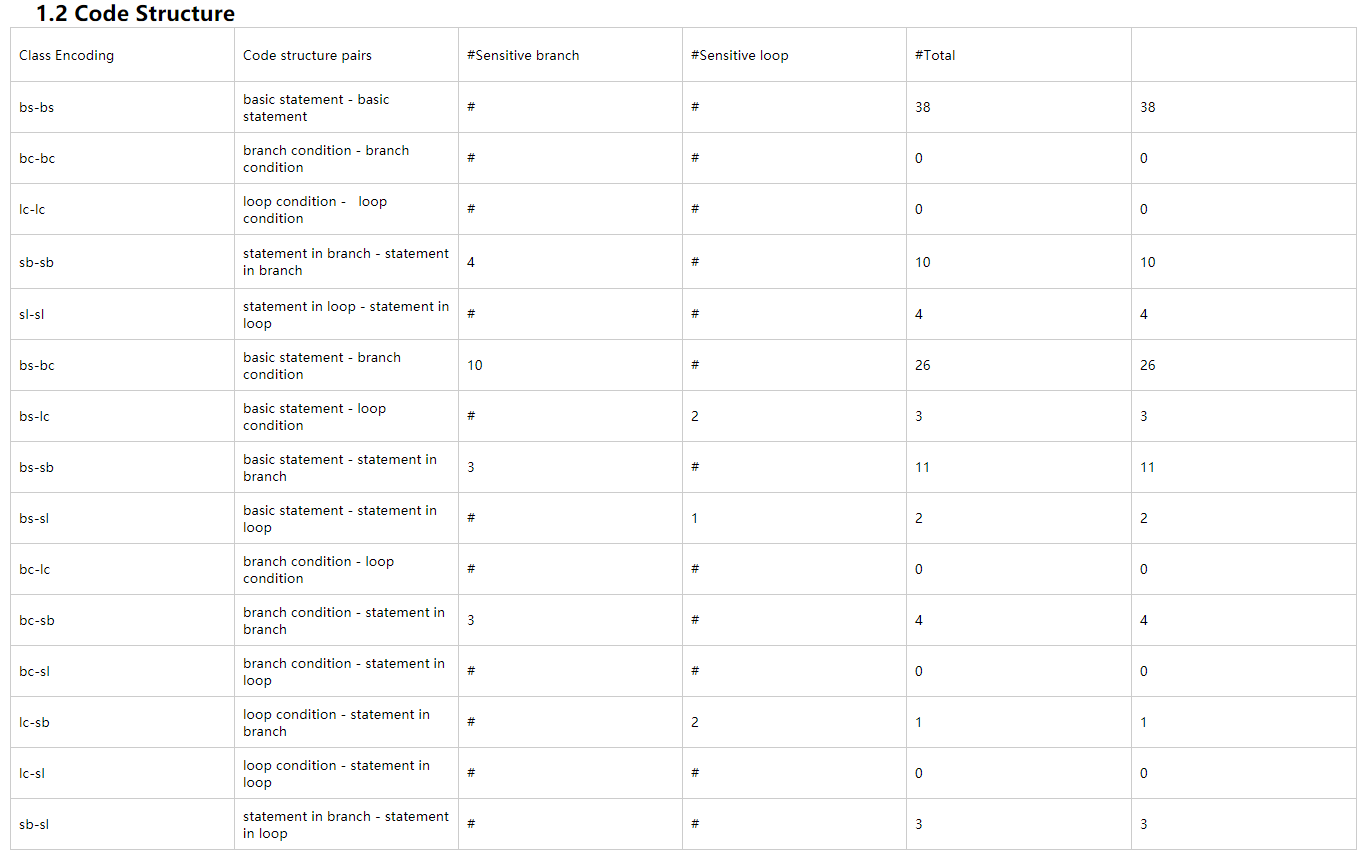 1.2 Code Structure
Class Encoding Code structure pairs #Sensitive branch #Sensitive loop #Total
bs-bs basic statement - basic statement # # 38 38
bc-bc branch condition - branch condition # # 0 0
lc-lc loop condition - loop condition # # 0 0
sb-sb statement in branch - statement in branch 4 # 10 10
sl-sl statement in loop - statement in loop # # 4 4
bs-bc basic statement - branch condition 10 # 26 26
bs-lc basic statement - loop condition # 2 3 3
bs-sb basic statement - statement in branch 3 # 11 11
bs-sl basic statement - statement in loop # 1 2 2
bc-lc branch condition - loop condition # # 0 0
bc-sb branch condition - statement in branch 3 # 4 4
bc-sl branch condition - statement in loop # # 0 0
lc-sb loop condition - statement in branch # 2 1 1
lc-sl loop condition - statement in loop # # 0 0
sb-sl statement in branch - statement in loop # # 3 3